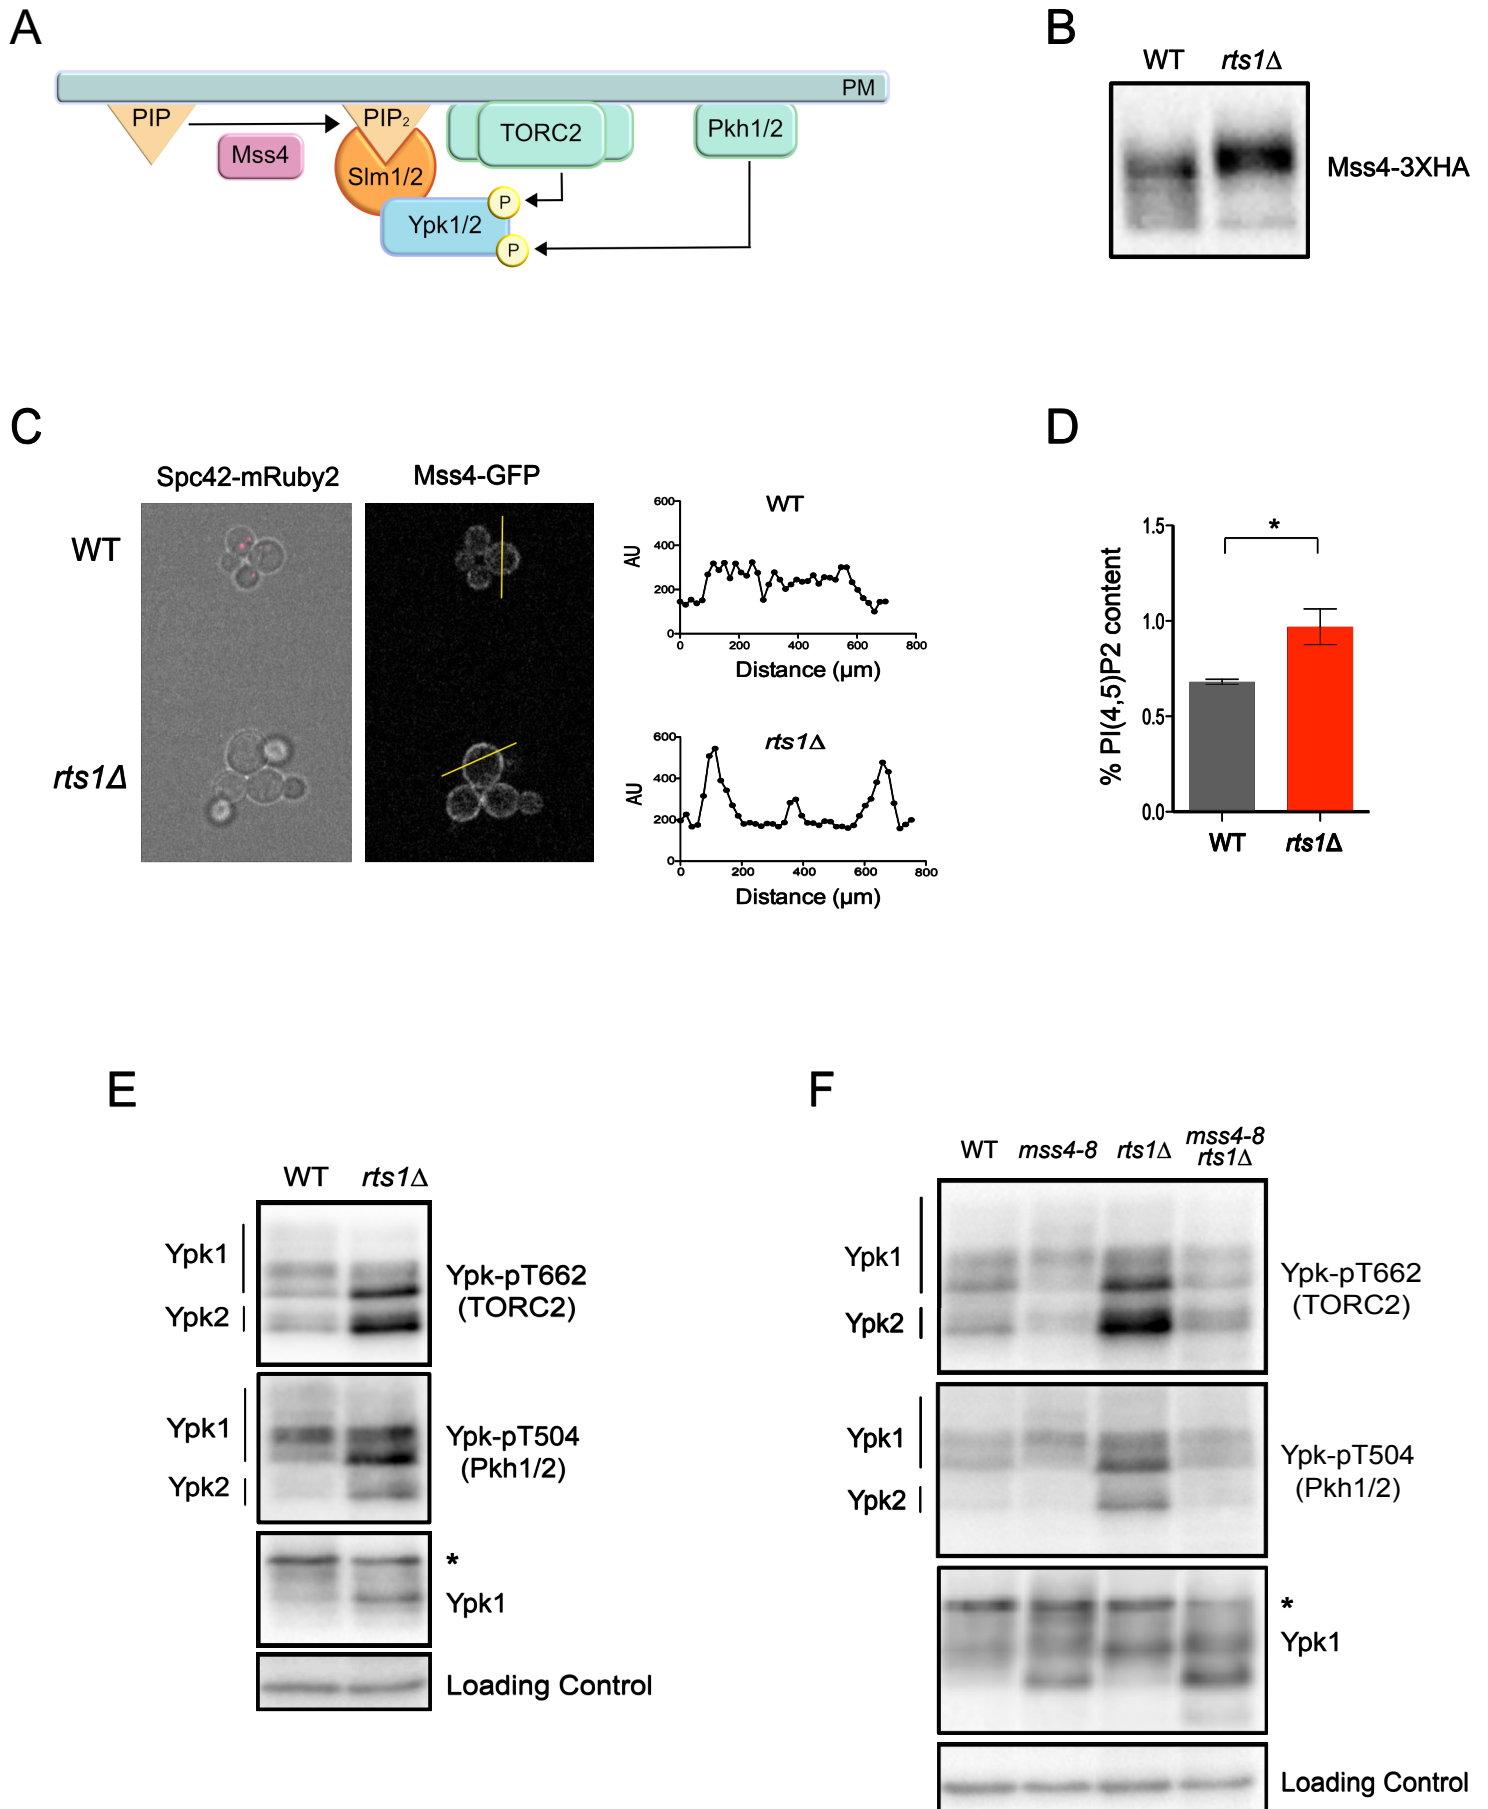 A
PM
PIP
PIP2
Mss4
Slm1/2
TORC2
Pkh1/2
Ypk1/2
P
P
B
WT rts1Δ
Mss4-3XHA
C
Spc42-mRuby2 Mss4-GFP
WT
rts1Δ
WT
600
400
200
0
AU
0 200 400 600 800
Distance (μm)
rts1Δ
600
400
200
0
AU
0 200 400 600 800
Distance (μm)
D
% PI(4,5)P2 content
1.5
1.0
0.5
0.0
*
WT rts1Δ
E
WT rts1Δ
Ypk1
Ypk2
Ypk-pT662
(TORC2)
Ypk1
Ypk2
Ypk-pT504
(Pkh1/2)
*
Ypk1
Loading Control
F
WT mss4-8 rts1Δ mss4-8
rts1Δ
Ypk1
Ypk2
Ypk-pT662
(TORC2)
Ypk1
Ypk2
Ypk-pT504
(Pkh1/2)
*
Ypk1
Loading Control